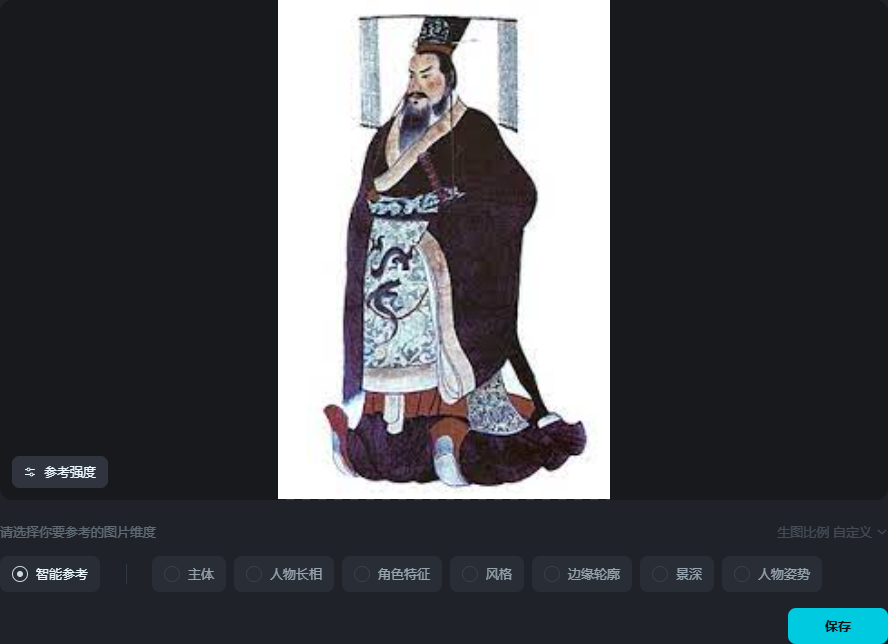 参考强度
请选择你要参考的图片维度
生图比例 自定义
智能参考 主体 人物长相 角色特征 风格 边缘轮廓 景深 人物姿势
保存